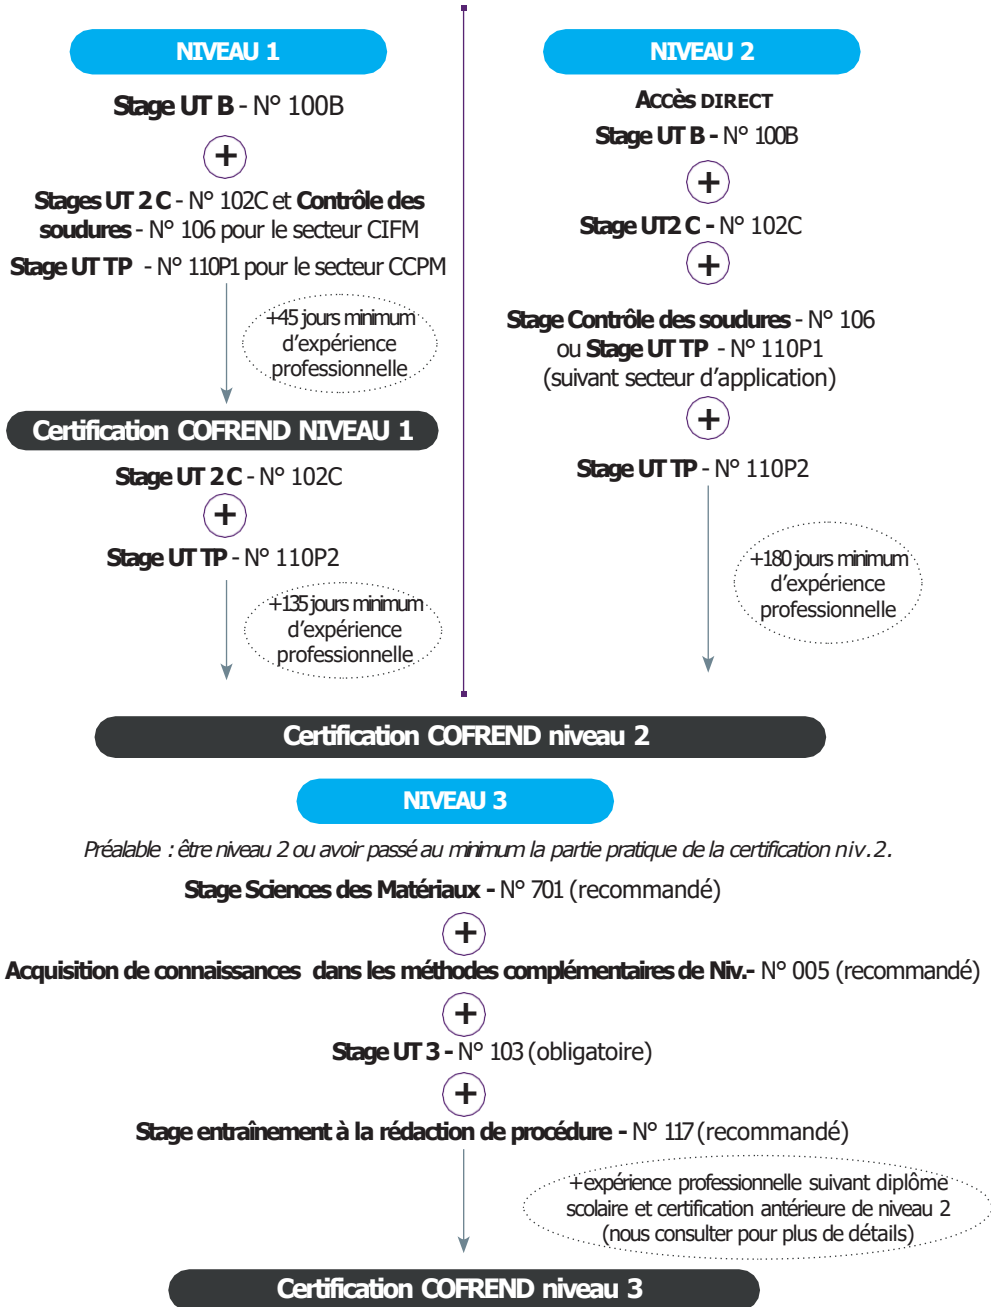 NIVEAU 1
Stage UT B - N° 100B
+
Stages UT 2 C - N° 102C et Contrôle des
soudures - N° 106 pour le secteur CIFM
Stage UT TP - N° 110P1 pour le secteur CCPM
+45 jours minimum
d'expérience
professionnelle
Certification COFREND NIVEAU 1
Stage UT 2 C - N° 102C
+
Stage UT TP - N° 110P2
+135 jours minimum
d'expérience
professionnelle
NIVEAU 2
Accès DIRECT
Stage UT B - N° 100B
+
Stage UT2 C - N° 102C
+
Stage Contrôle des soudures - N° 106
ou Stage UT TP - N° 110P1
(suivant secteur d'application)
+
Stage UT TP - N° 110P2
+180 jours minimum
d'expérience
professionnelle
Certification COFREND niveau 2
NIVEAU 3
Préalable : être niveau 2 ou avoir passé au minimum la partie pratique de la certification niv.2.
Stage Sciences des Matériaux - N° 701 (recommandé)
+
Acquisition de connaissances dans les méthodes complémentaires de Niv.- N° 005 (recommandé)
+
Stage UT 3 - N° 103 (obligatoire)
+
Stage entraînement à la rédaction de procédure - N° 117 (recommandé)
+expérience professionnelle suivant diplôme
scolaire et certification antérieure de niveau 2
(nous consulter pour plus de détails)
Certification COFREND niveau 3